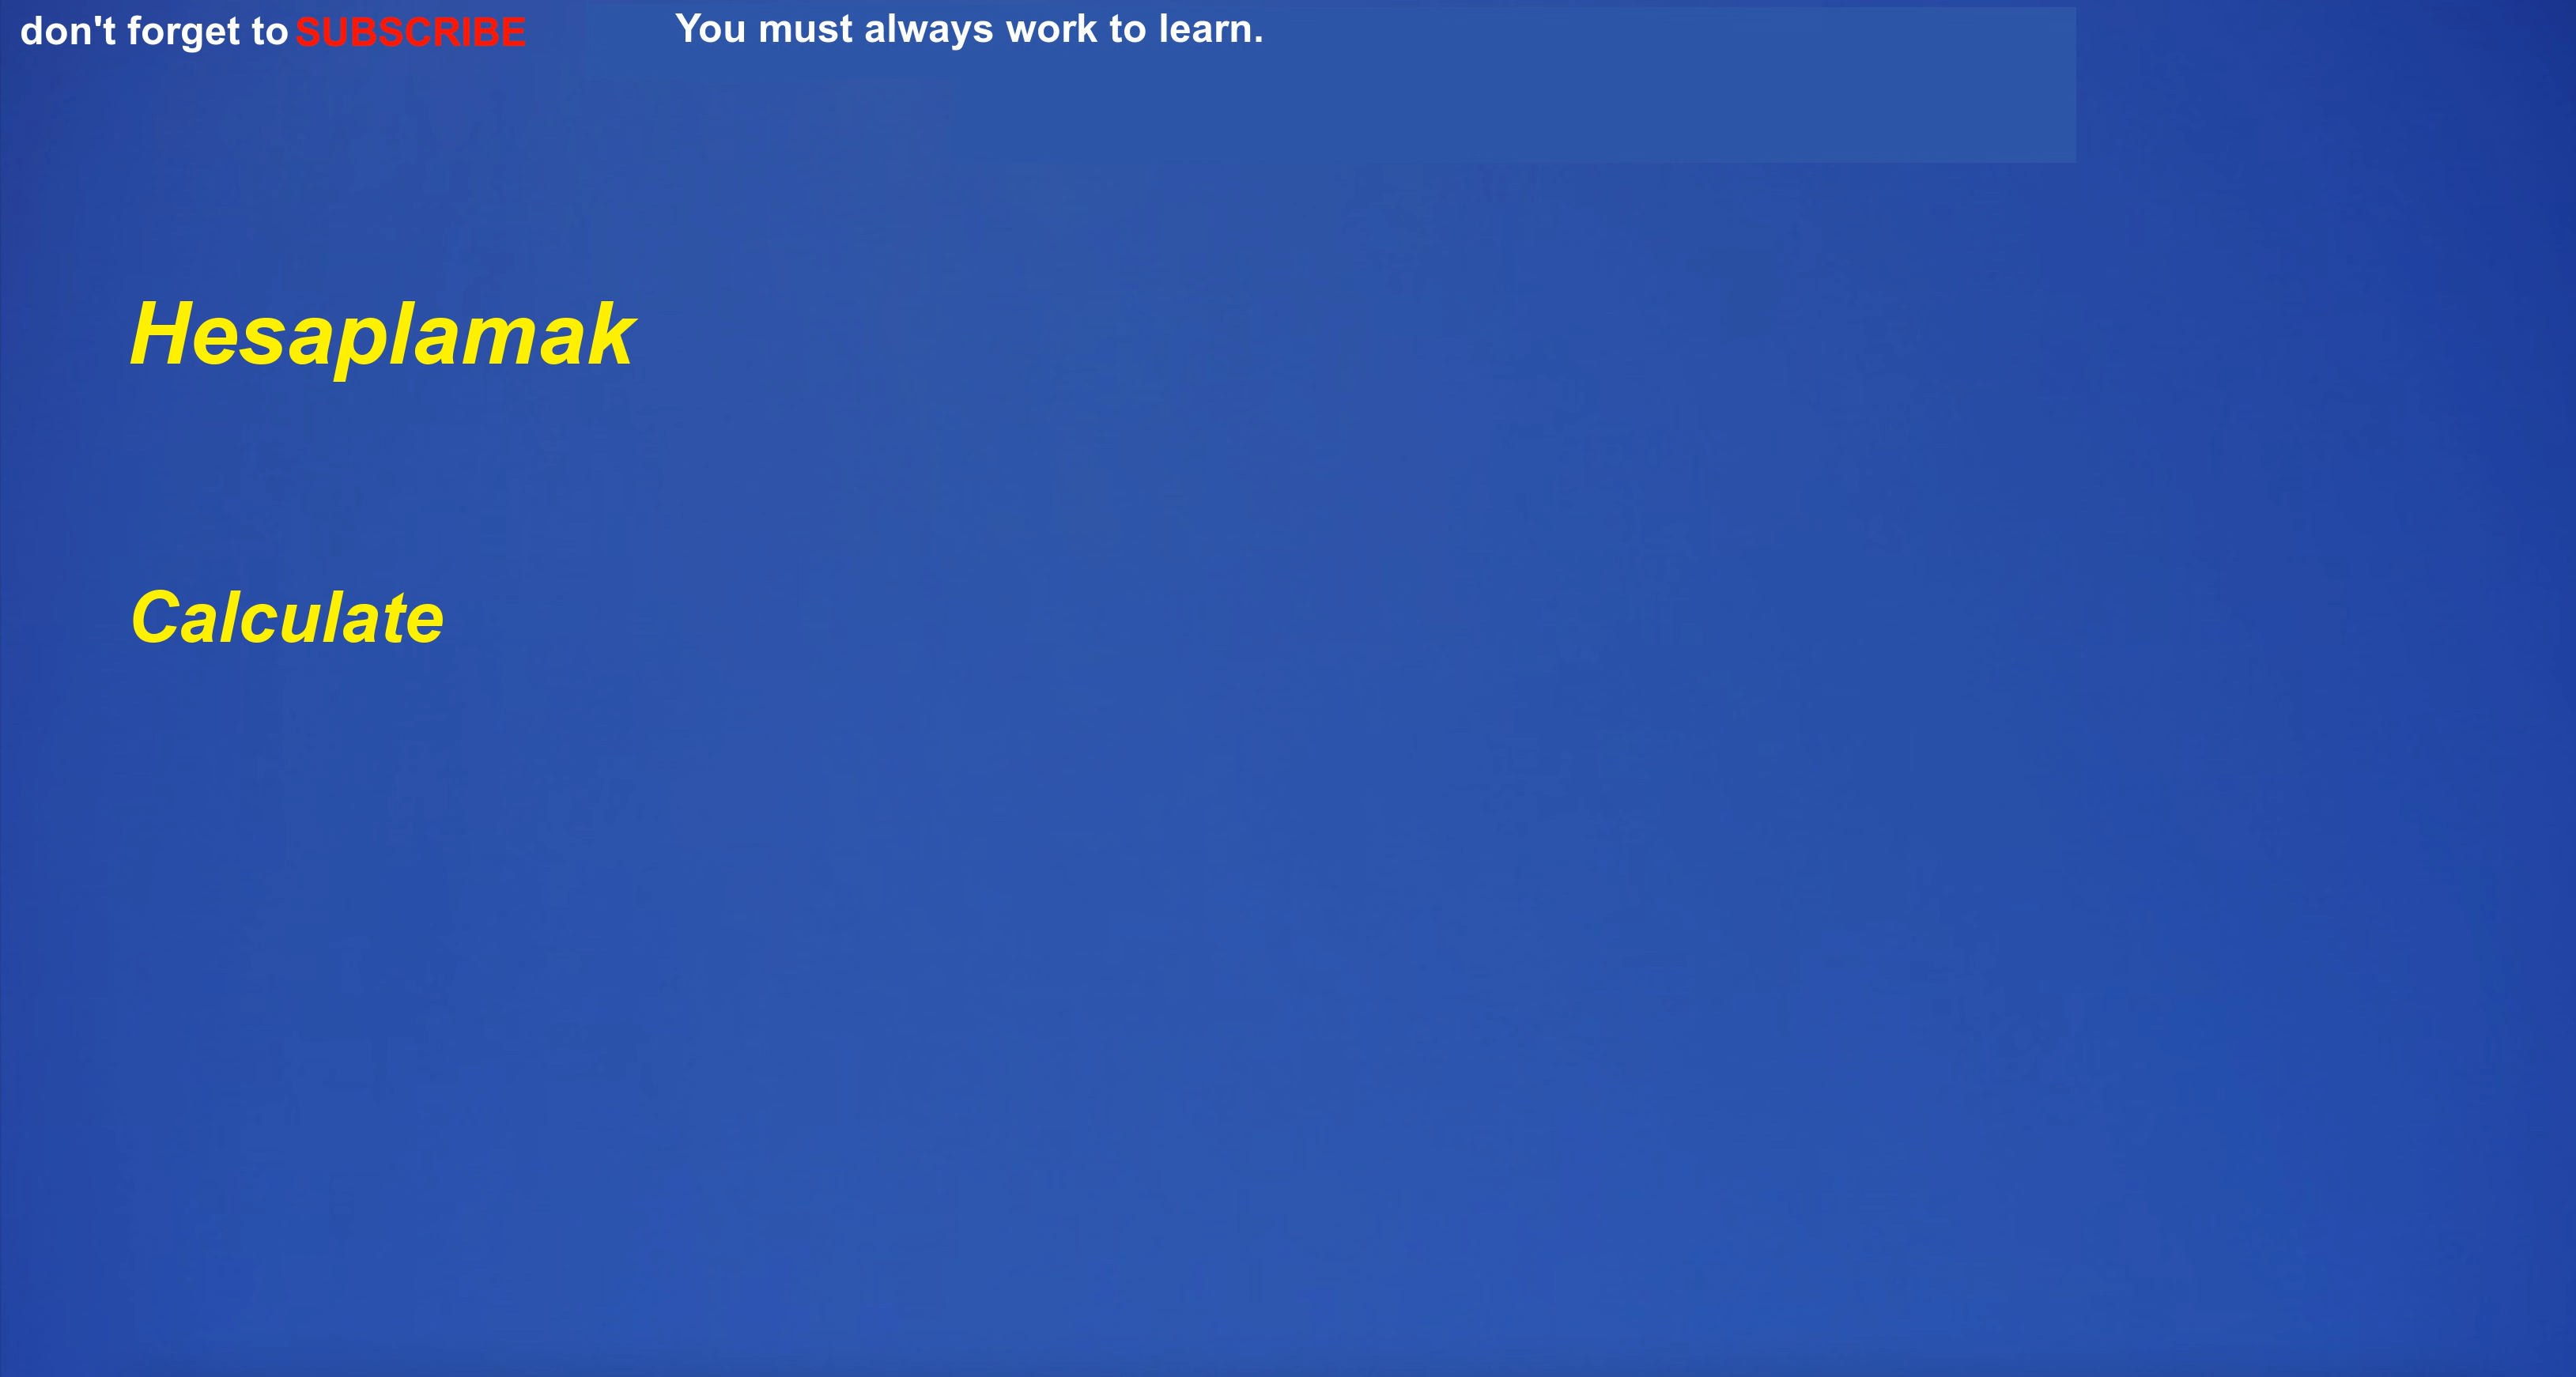 don't forget to SUBSCRIBE
You must always work to learn.
Hesaplamak
Calculate